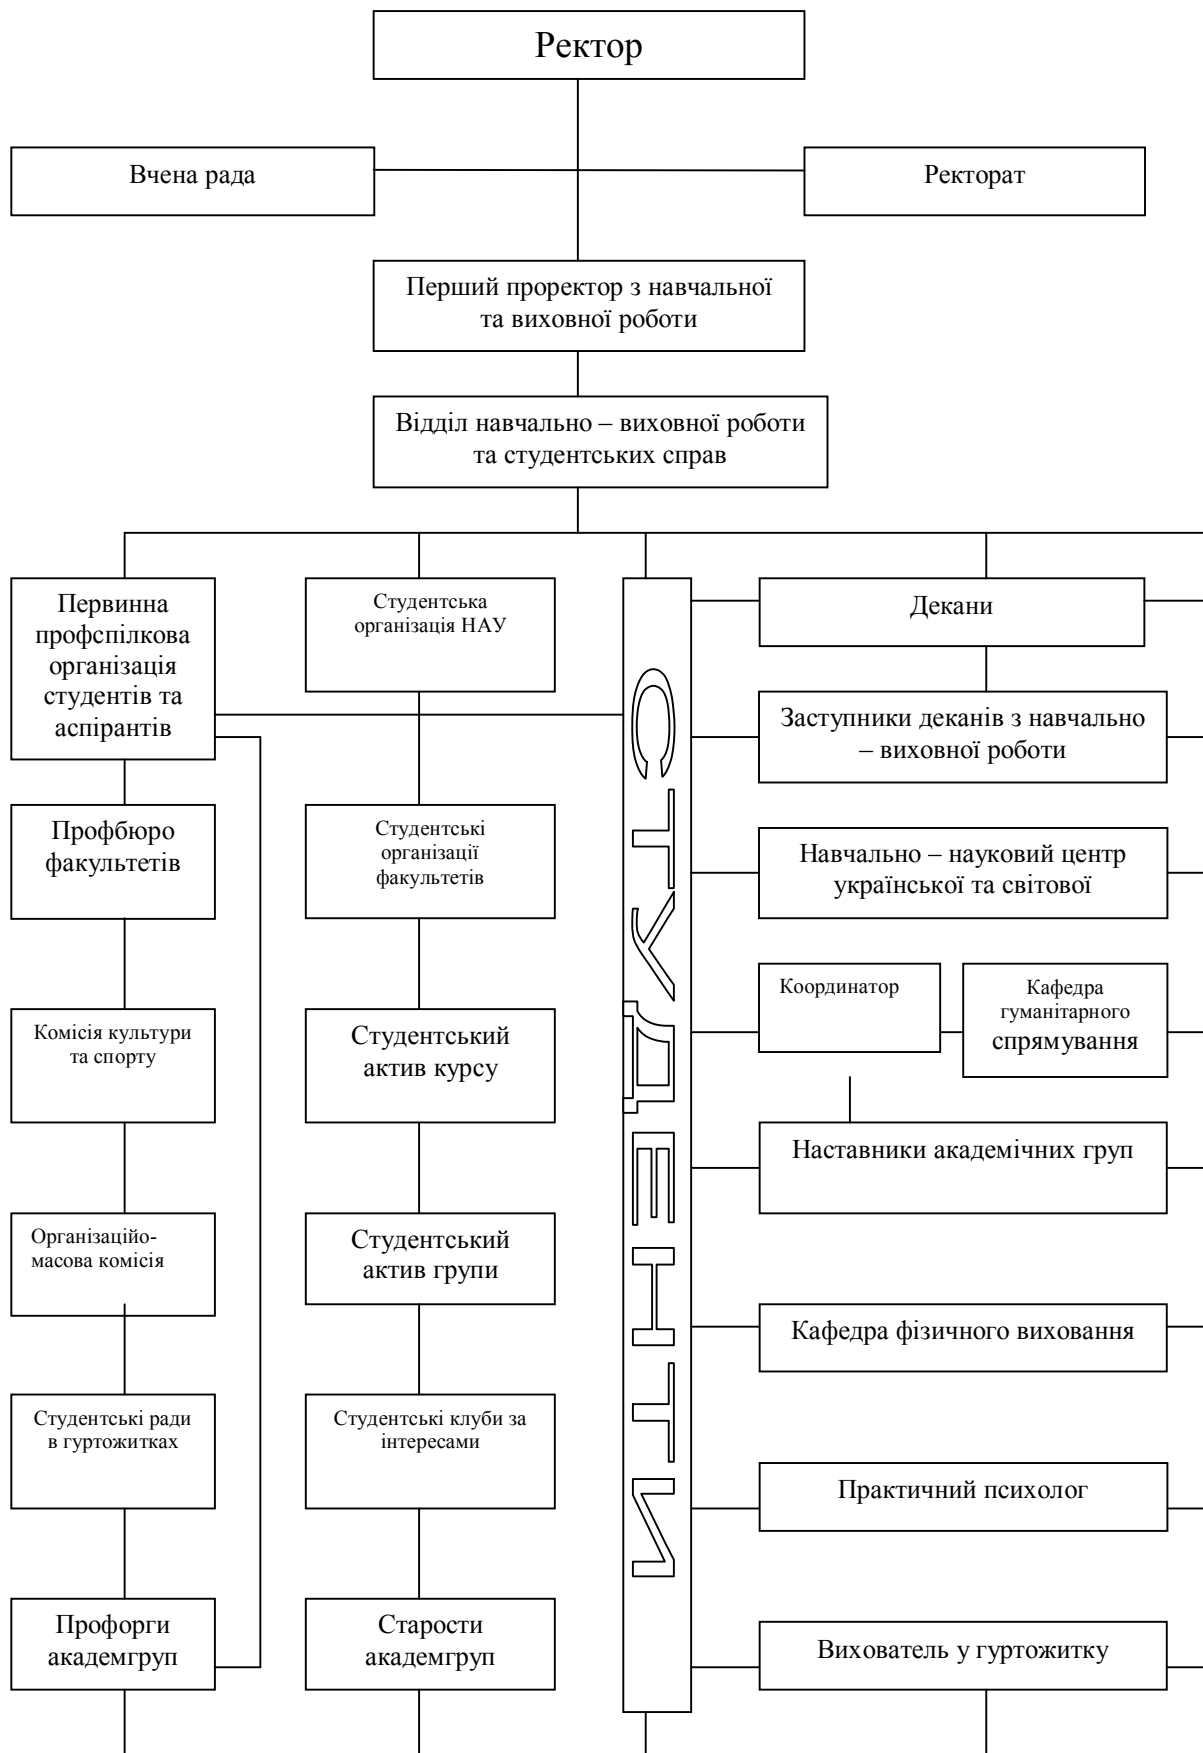 Ректор
Вчена рада
Ректорат
Перший проректор з навчальної
та виховної роботи
Відділ навчально – виховної роботи
та студентських справ
Первинна
профспілкова
організація
студентів та
аспірантів
Студентська
організація НАУ
СТУДЕНТИ
Декани
Заступники деканів з навчально
– виховної роботи
Профбюро
факультетів
Студентські
організації
факультетів
Навчально – науковий центр
української та світової
Координатор
Кафедра
гуманітарного
спрямування
Комісія культури
та спорту
Студентський
актив курсу
Наставники академічних груп
Організаційо-
масова комісія
Студентський
актив групи
Кафедра фізичного виховання
Студентські ради
в гуртожитках
Студентські клуби за
інтересами
Практичний психолог
Профорги
академгруп
Старости
академгруп
Вихователь у гуртожитку